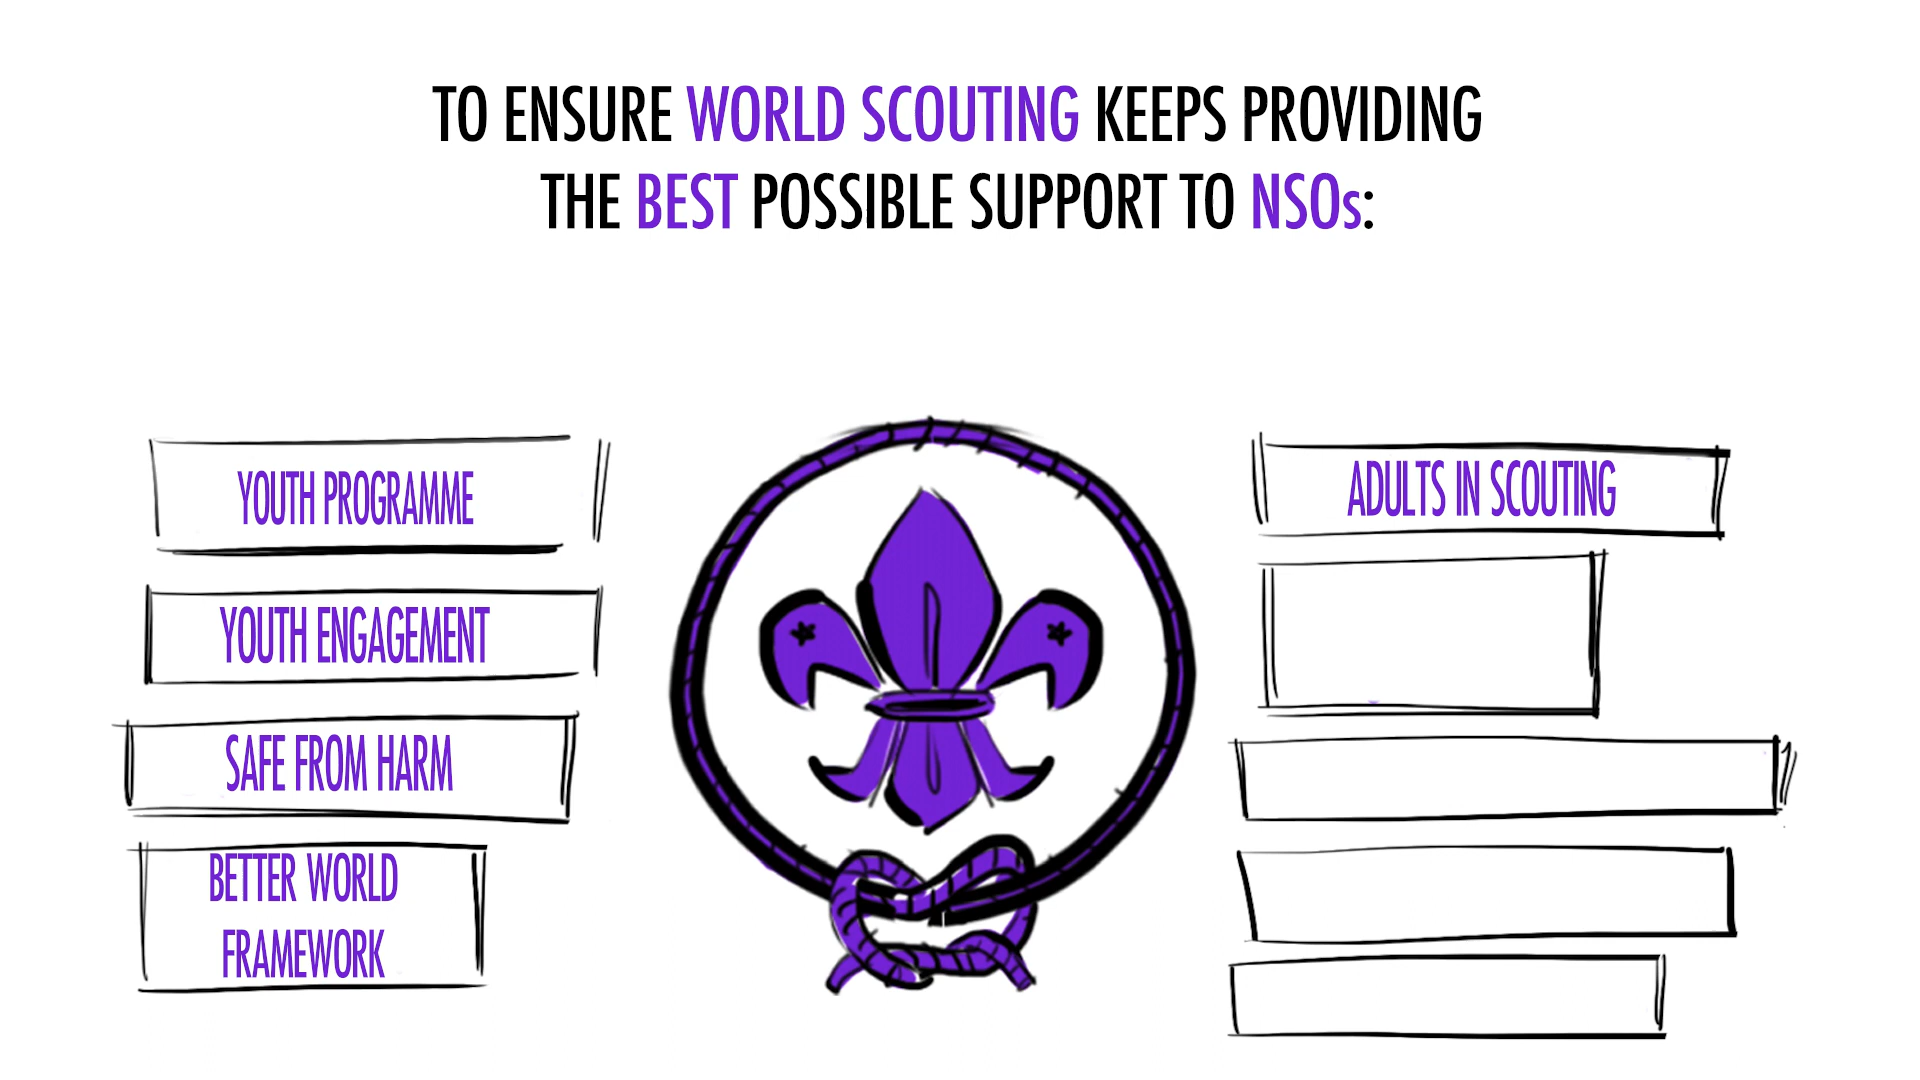 TO ENSURE WORLD SCOUTING KEEPS PROVIDING
THE BEST POSSIBLE SUPPORT TO NSOs:
YOUTH PROGRAMME
YOUTH ENGAGEMENT
SAFE FROM HARM
BETTER WORLD
FRAMEWORK
ADULTS IN SCOUTING